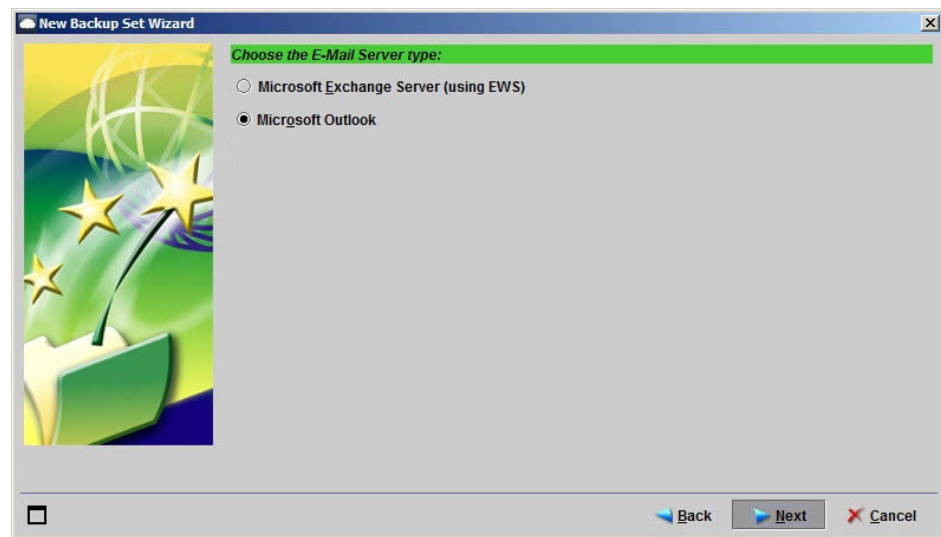 New Backup Set Wizard
Choose the E-Mail Server type:
Microsoft Exchange Server (using EWS)
Microsoft Outlook
Back Next Cancel